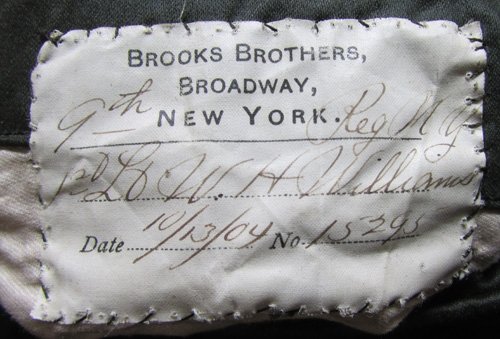 BROOKS BROTHERS,
BROADWAY,
NEW YORK.
9th Reg N.Y.
1st Lt W. H Williams
Date 10/13/04 No 15295